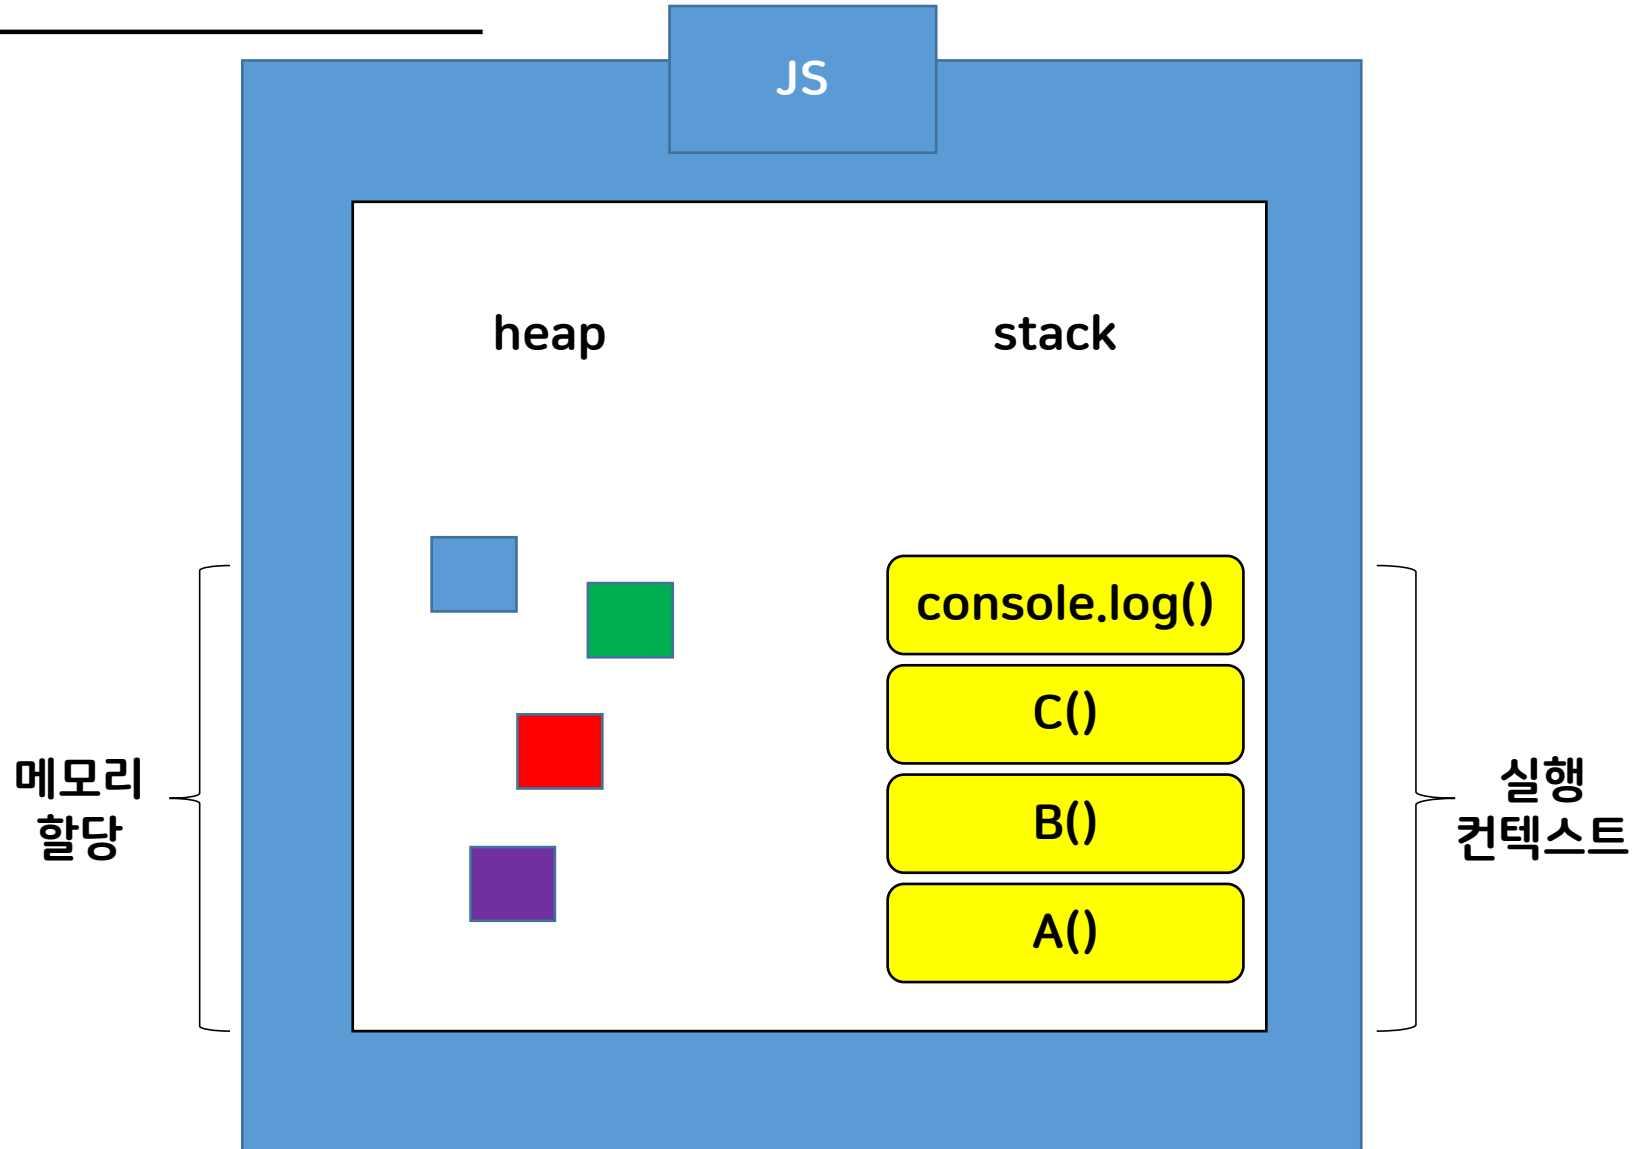 JS
heap
stack
console.log()
C()
B()
A()
메모리
할당
실행
컨텍스트